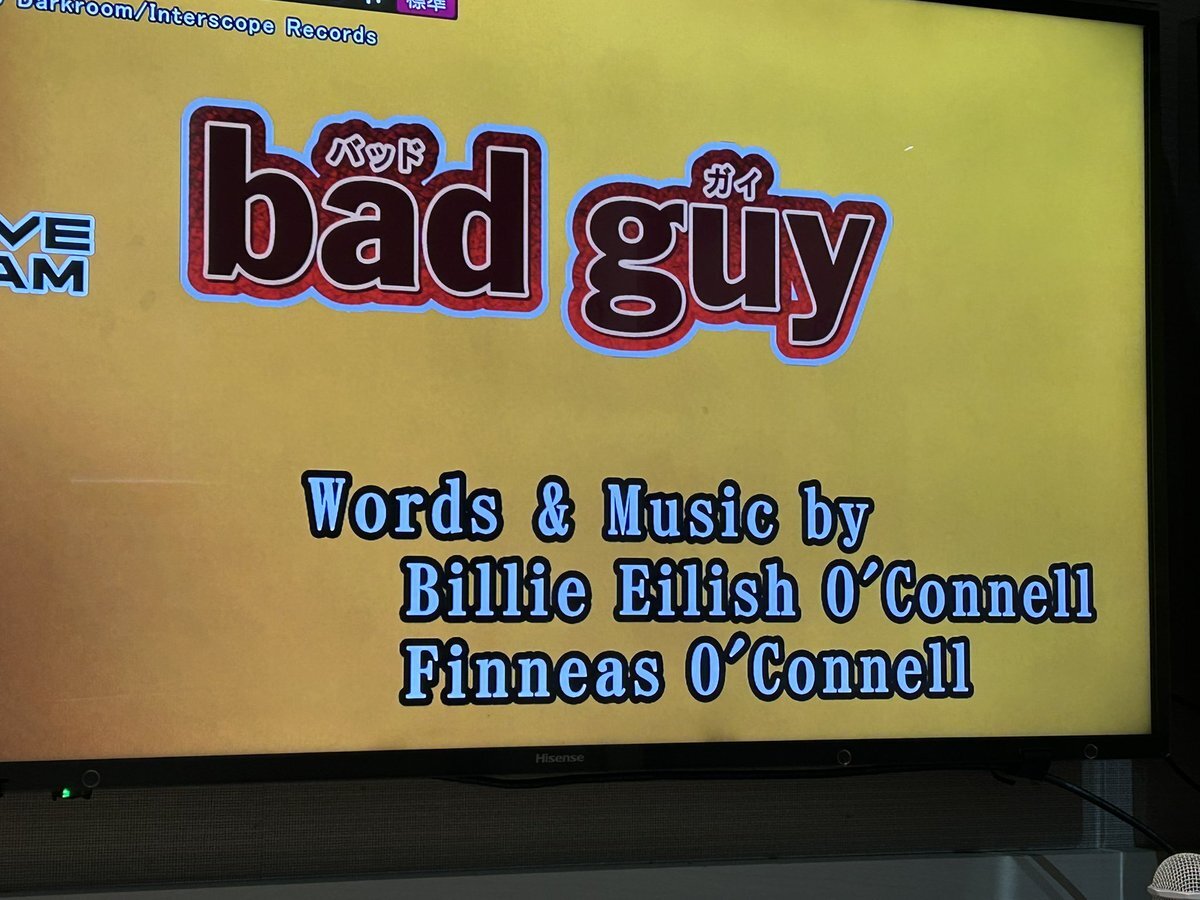 Darkroom/Interscope Records
標準
バッド ガイ
bad guy
Words & Music by
Billie Eilish O'Connell
Finneas O'Connell
Hisense